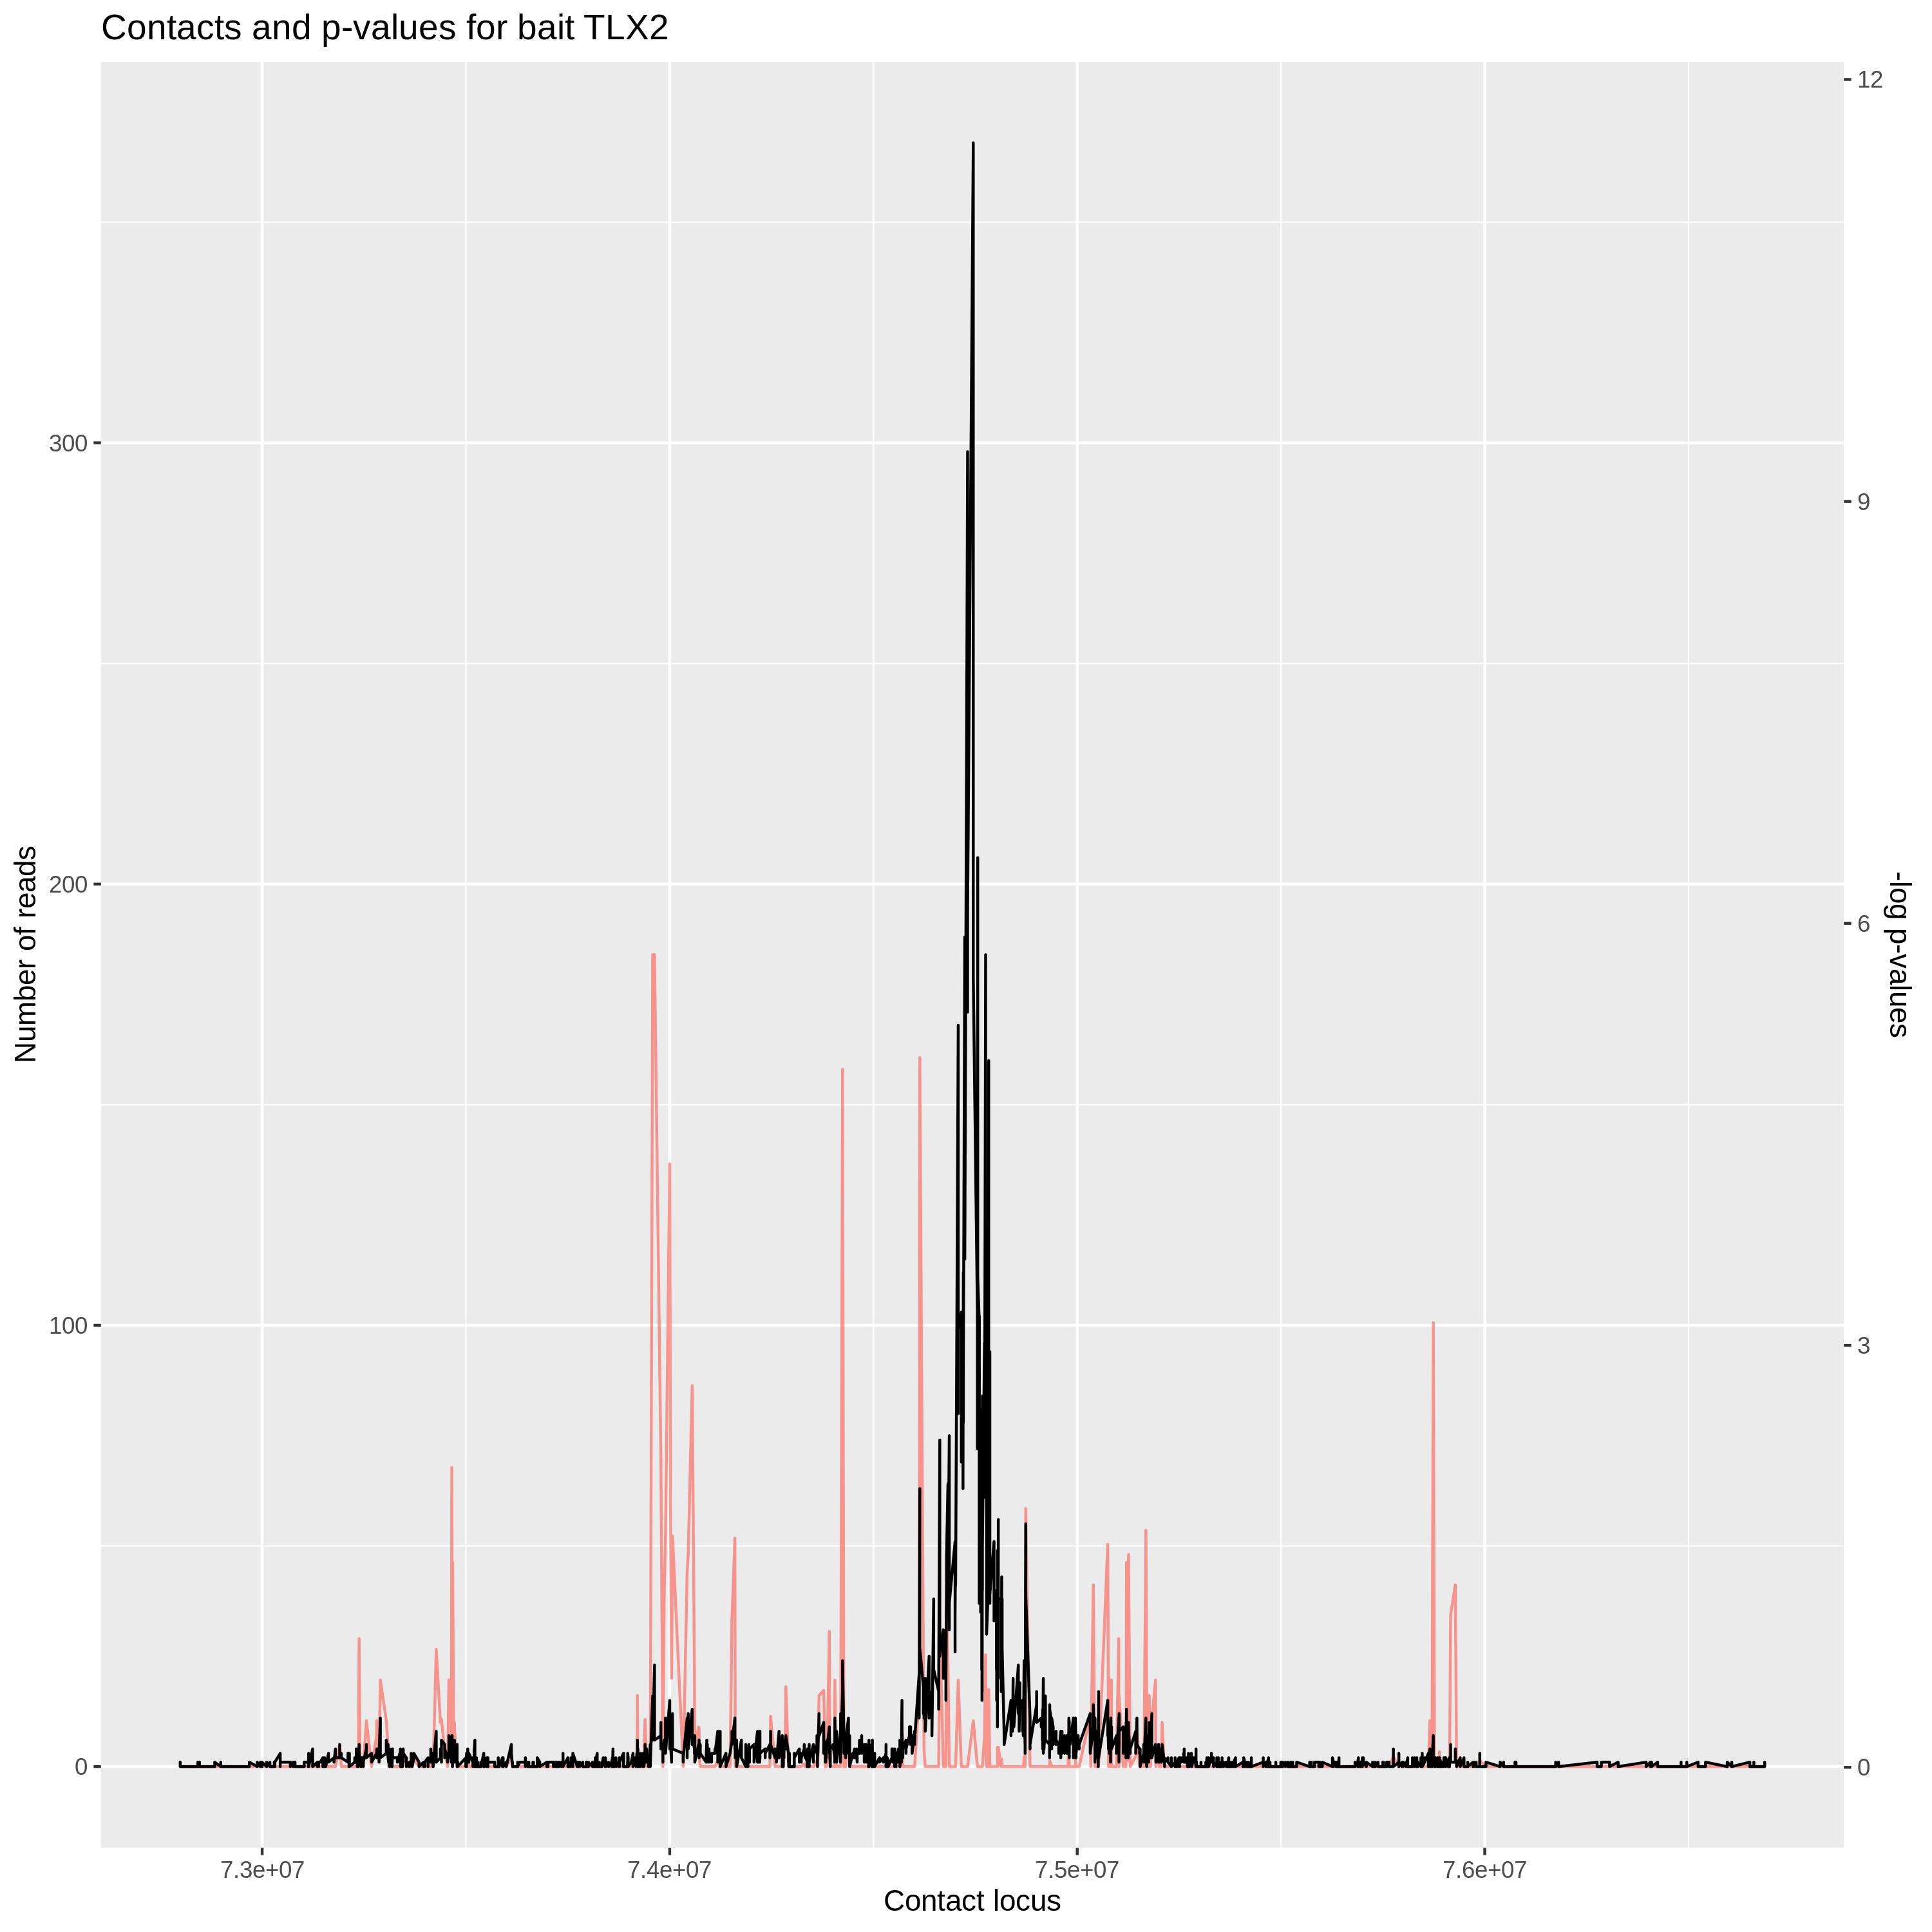 Contacts and p-values for bait TLX2
12
9
6
3
0
300
200
100
0
Number of reads
-log p-values
7.3e+07 7.4e+07 7.5e+07 7.6e+07
Contact locus